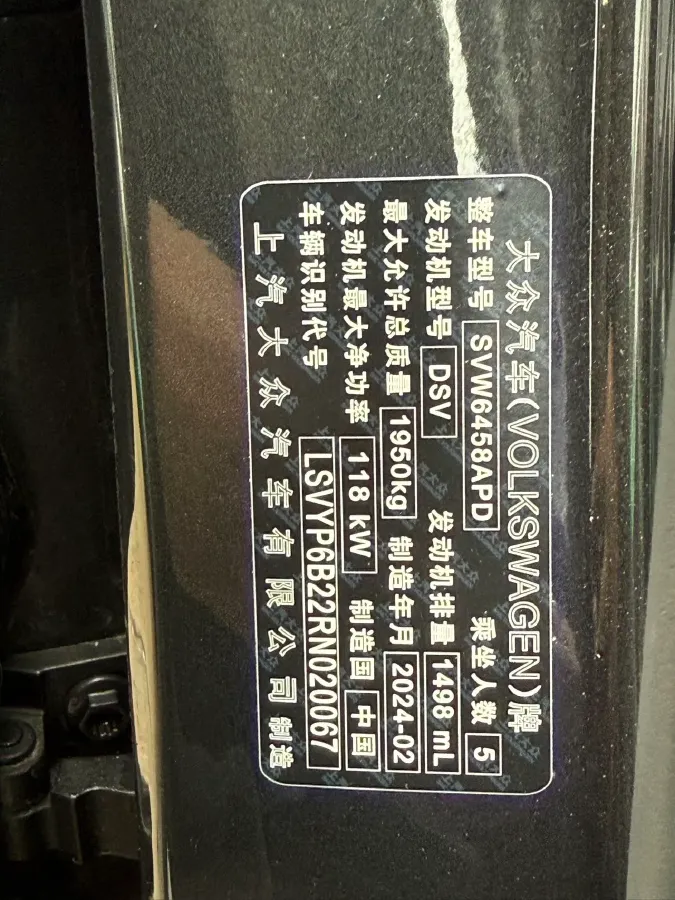 大众汽车(VOLKSWAGEN)牌
整车型号 SVW6458APD 乘坐人数 5
发动机型号 DSV 发动机排量 1498 mL
最大允许总质量 1950kg 制造年月 2024-02
发动机最大净功率 118 kW 制造国 中国
车辆识别代号 LSVYP6B22RN020067
上汽大众汽车有限公司制造